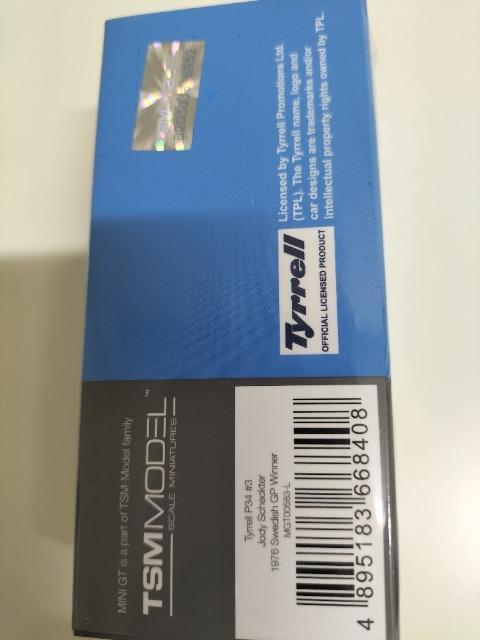 Licensed by Tyrrell Promotions Ltd.
(TPL). The Tyrrell name, logo and
car designs are trademarks and/or
intellectual property rights owned by TPL.
Tyrrell
OFFICIAL LICENSED PRODUCT
MINI GT is a part of TSM-Model family
TSMMODEL™
SCALE MINIATURES
Tyrrell P34 #3
Jody Scheckter
1976 Swedish GP Winner
MGT00583-L
4 895183 668408